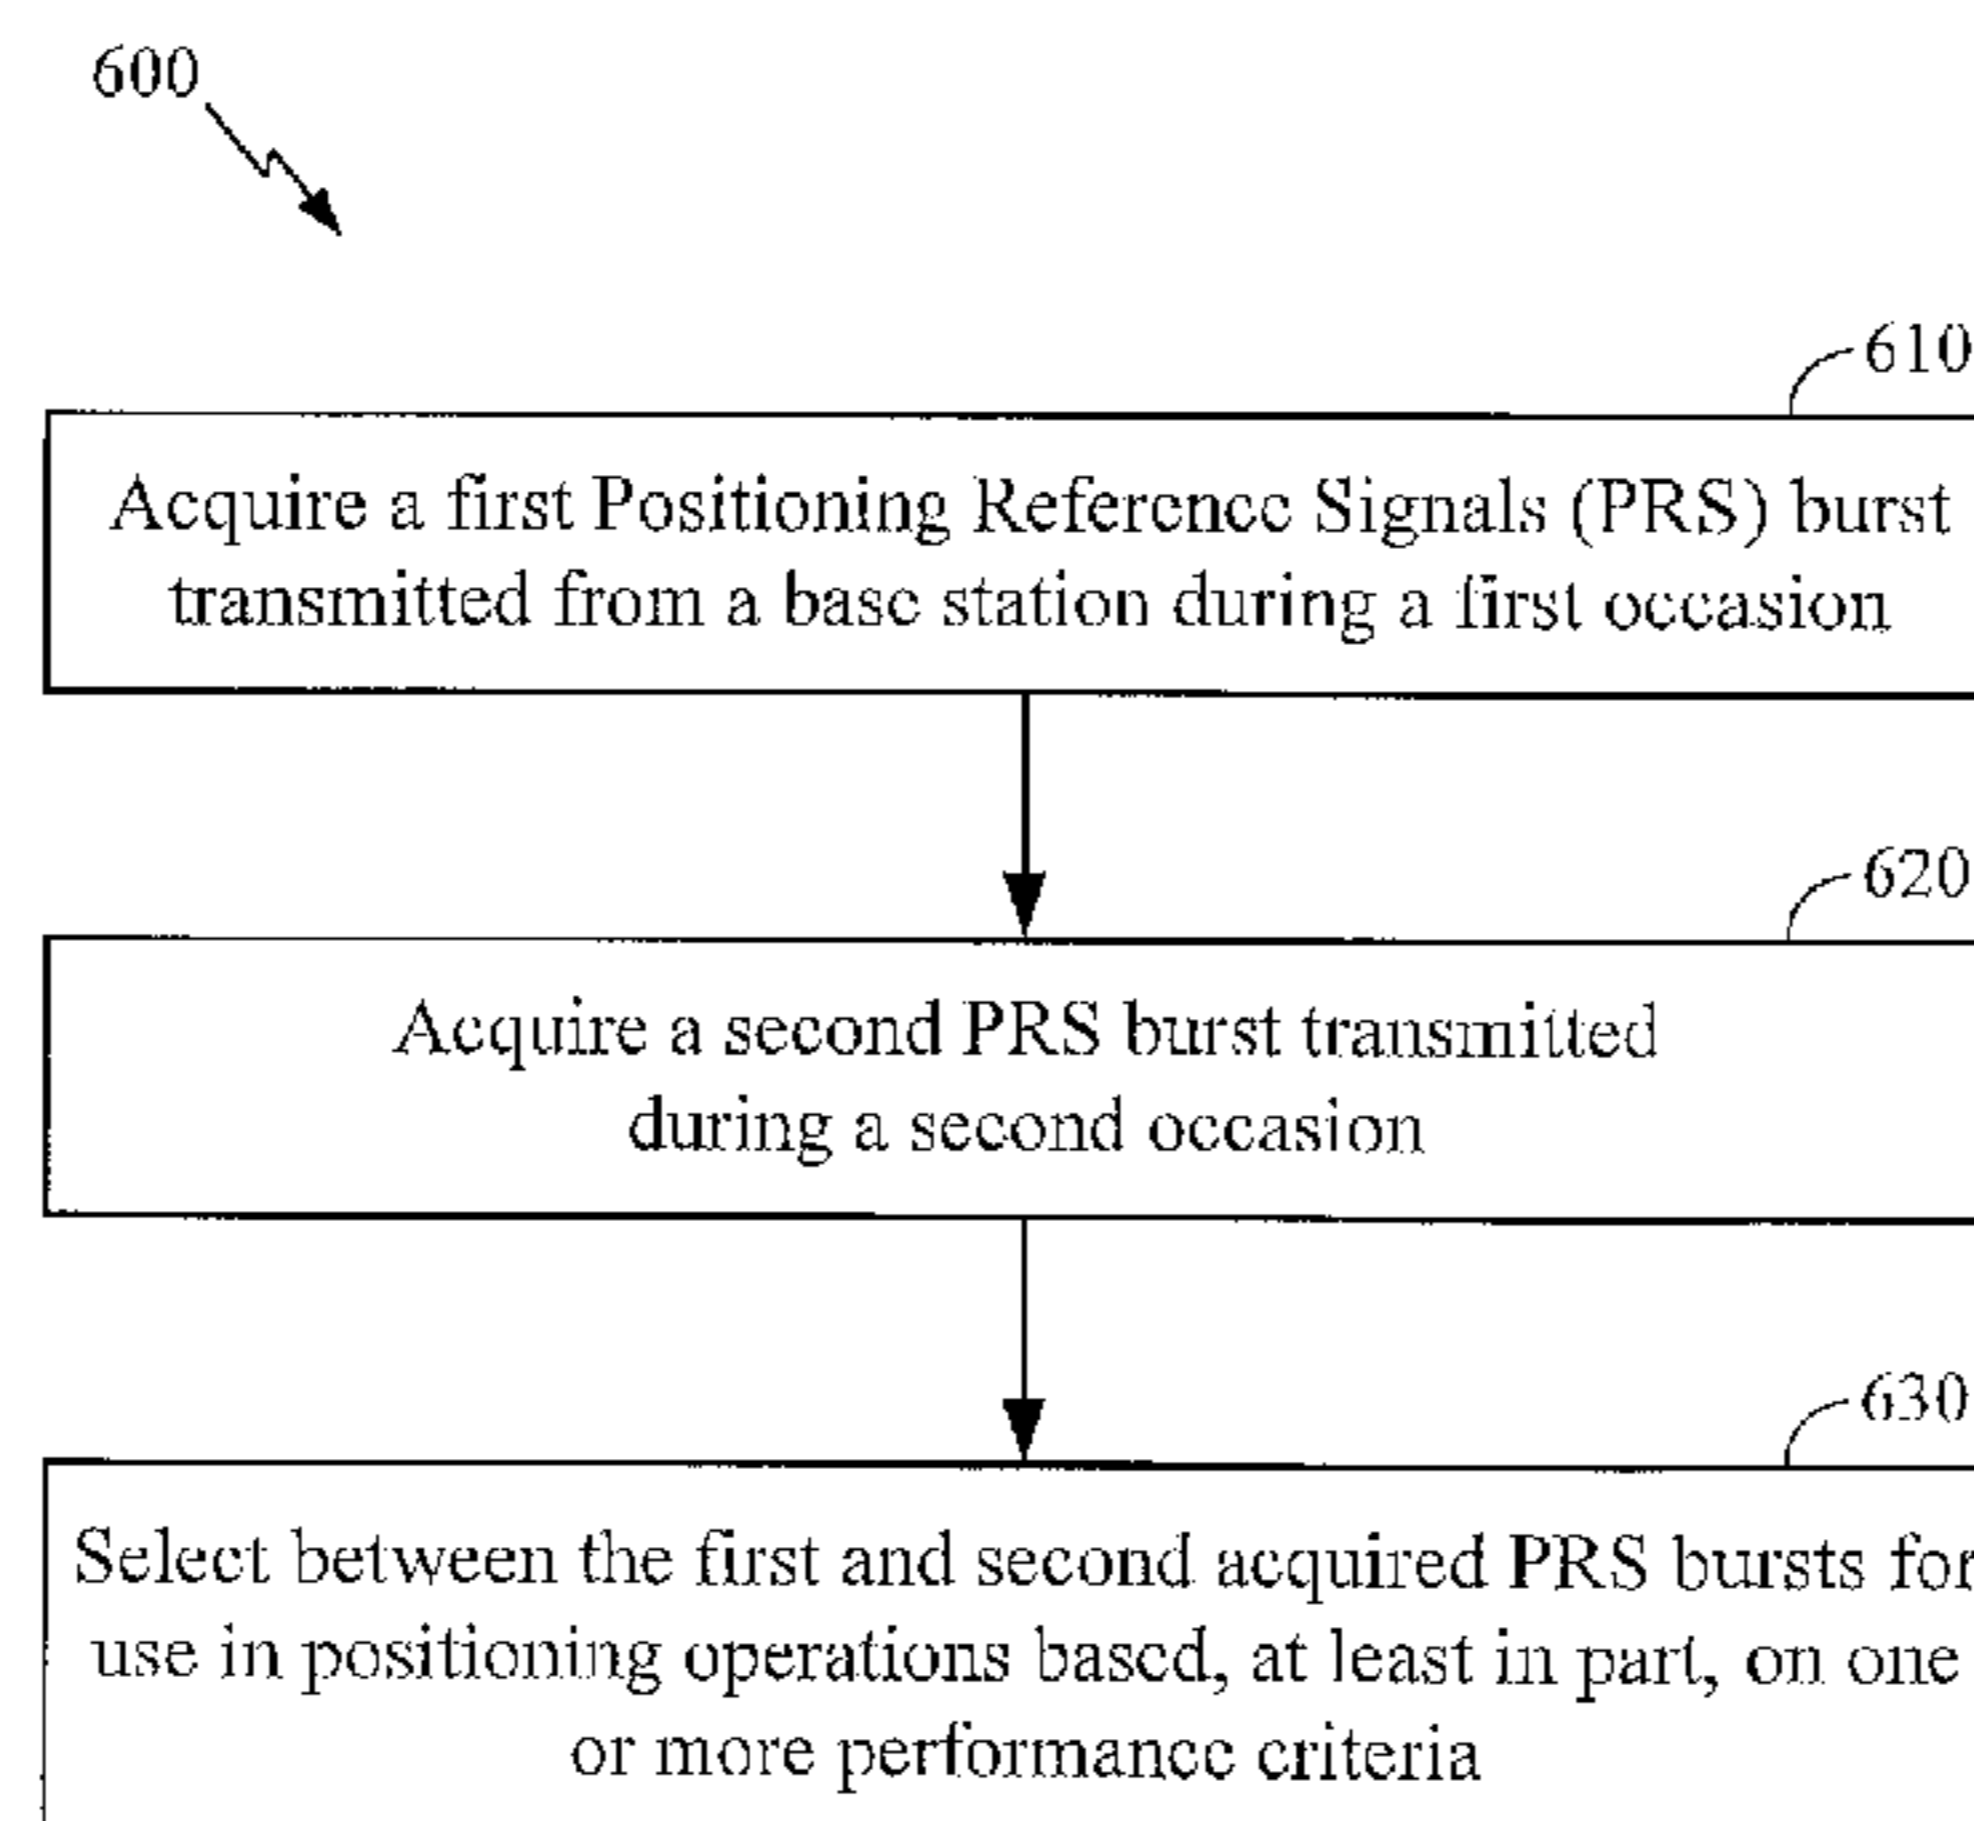 600
610
Acquire a first Positioning Reference Signals (PRS) burst
transmitted from a base station during a first occasion
620
Acquire a second PRS burst transmitted
during a second occasion
630
Select between the first and second acquired PRS bursts for
use in positioning operations based, at least in part, on one
or more performance criteria